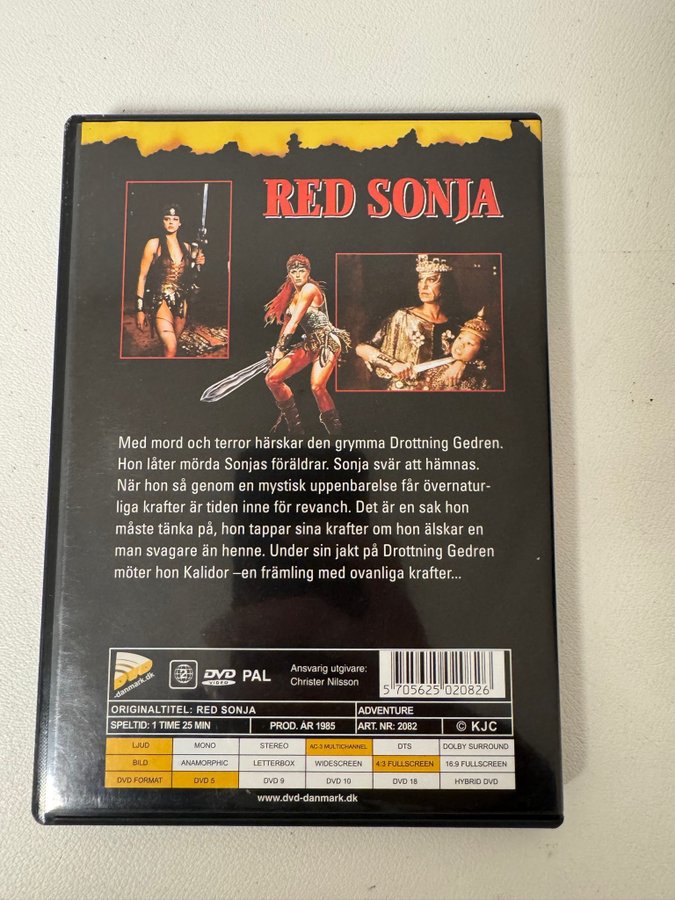 RED SONJA
Med mord och terror härskar den grymma Drottning Gedren.
Hon låter mörda Sonjas föräldrar. Sonja svär att hämnas.
När hon så genom en mystisk uppenbarelse får övernatur-
liga krafter är tiden inne för revanch. Det är en sak hon
måste tänka på, hon tappar sina krafter om hon älskar en
man svagare än henne. Under sin jakt på Drottning Gedren
möter hon Kalidor –en främling med ovanliga krafter...
DVD
-danmark.dk
2
DVD
VIDEO
PAL
Ansvarig utgivare:
Christer Nilsson
5 705625 020826
ORIGINALTITEL: RED SONJA ADVENTURE
SPELTID: 1 TIME 25 MIN PROD. ÅR 1985 ART. NR: 2082 © KJC
LJUD MONO STEREO AC-3 MULTICHANNEL DTS DOLBY SURROUND
BILD ANAMORPHIC LETTERBOX WIDESCREEN 4:3 FULLSCREEN 16:9 FULLSCREEN
DVD FORMAT DVD 5 DVD 9 DVD 10 DVD 18 HYBRID DVD
www.dvd-danmark.dk